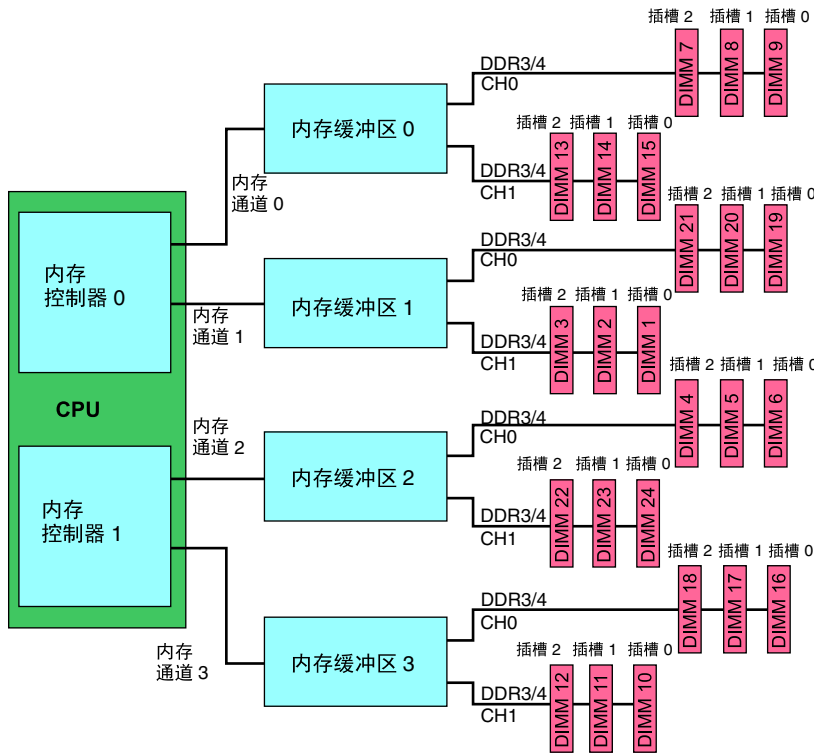 插槽 2 插槽 1 插槽 0
DDR3/4
CH0
DIMM 7
DIMM 8
DIMM 9
内存缓冲区 0
插槽 2 插槽 1 插槽 0
DDR3/4
CH1
DIMM 13
DIMM 14
DIMM 15
内存
通道 0
插槽 2 插槽 1 插槽 0
DDR3/4
CH0
DIMM 21
DIMM 20
DIMM 19
内存
控制器 0
内存
通道 1
内存缓冲区 1
插槽 2 插槽 1 插槽 0
DDR3/4
CH1
DIMM 3
DIMM 2
DIMM 1
CPU
插槽 2 插槽 1 插槽 0
DDR3/4
CH0
DIMM 4
DIMM 5
DIMM 6
内存
通道 2
内存缓冲区 2
插槽 2 插槽 1 插槽 0
DDR3/4
CH1
DIMM 22
DIMM 23
DIMM 24
内存
控制器 1
插槽 2 插槽 1 插槽 0
DDR3/4
CH0
DIMM 18
DIMM 17
DIMM 16
内存
通道 3
内存缓冲区 3
插槽 2 插槽 1 插槽 0
DDR3/4
CH1
DIMM 12
DIMM 11
DIMM 10